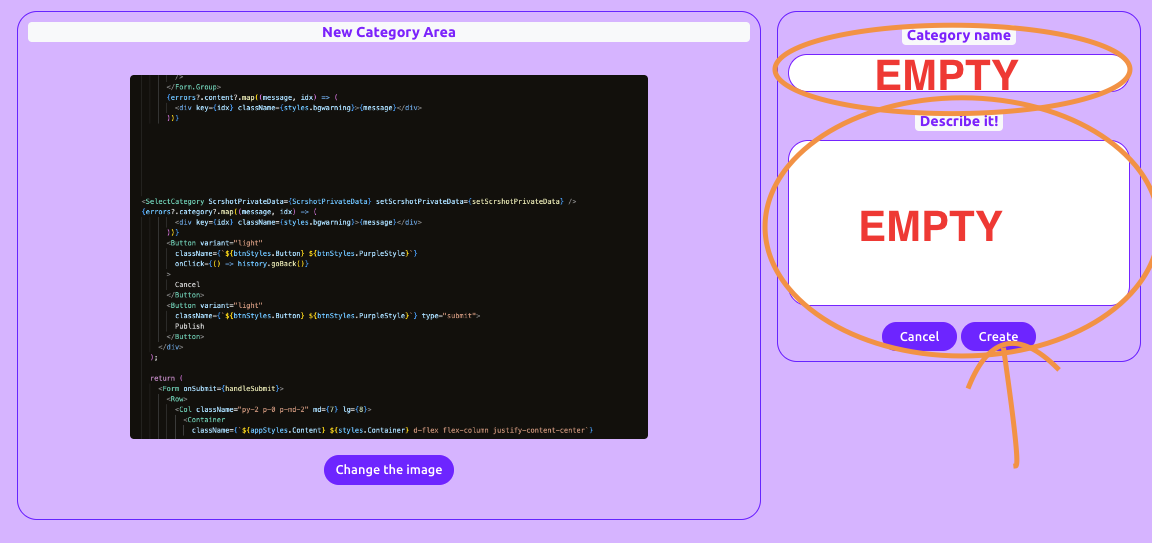 New Category Area
/>
</Form.Group>
{errors?.content?.map((message, idx) => (
<div key={idx} className={styles.bgwarning}>{message}</div>
))}
<SelectCategory ScrshotPrivateData={ScrshotPrivateData} setScrshotPrivateData={setScrshotPrivateData} />
{errors?.category?.map((message, idx) => (
<div key={idx} className={styles.bgwarning}>{message}</div>
))}
<Button variant="light"
className={`${btnStyles.Button} ${btnStyles.PurpleStyle}`}
onClick={() => history.goBack()}
>
Cancel
</Button>
<Button variant="light"
className={`${btnStyles.Button} ${btnStyles.PurpleStyle}`} type="submit">
Publish
</Button>
</div>
);
return (
<Form onSubmit={handleSubmit}>
<Row>
<Col className="py-2 p-0 p-md-2" md={7} lg={8}>
<Container
className={`${appStyles.Content} ${styles.Container} d-flex flex-column justify-content-center`}
Change the image
Category name
EMPTY
Describe it!
EMPTY
Cancel
Create